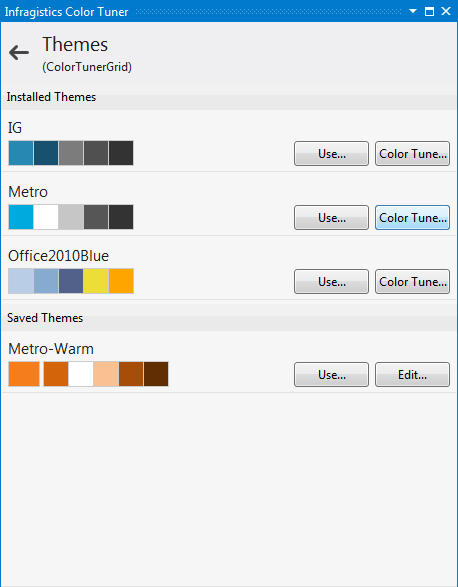 Infragistics Color Tuner
Themes
(ColorTunerGrid)
Installed Themes
IG
Use... Color Tune...
Metro
Use... Color Tune...
Office2010Blue
Use... Color Tune...
Saved Themes
Metro-Warm
Use... Edit...